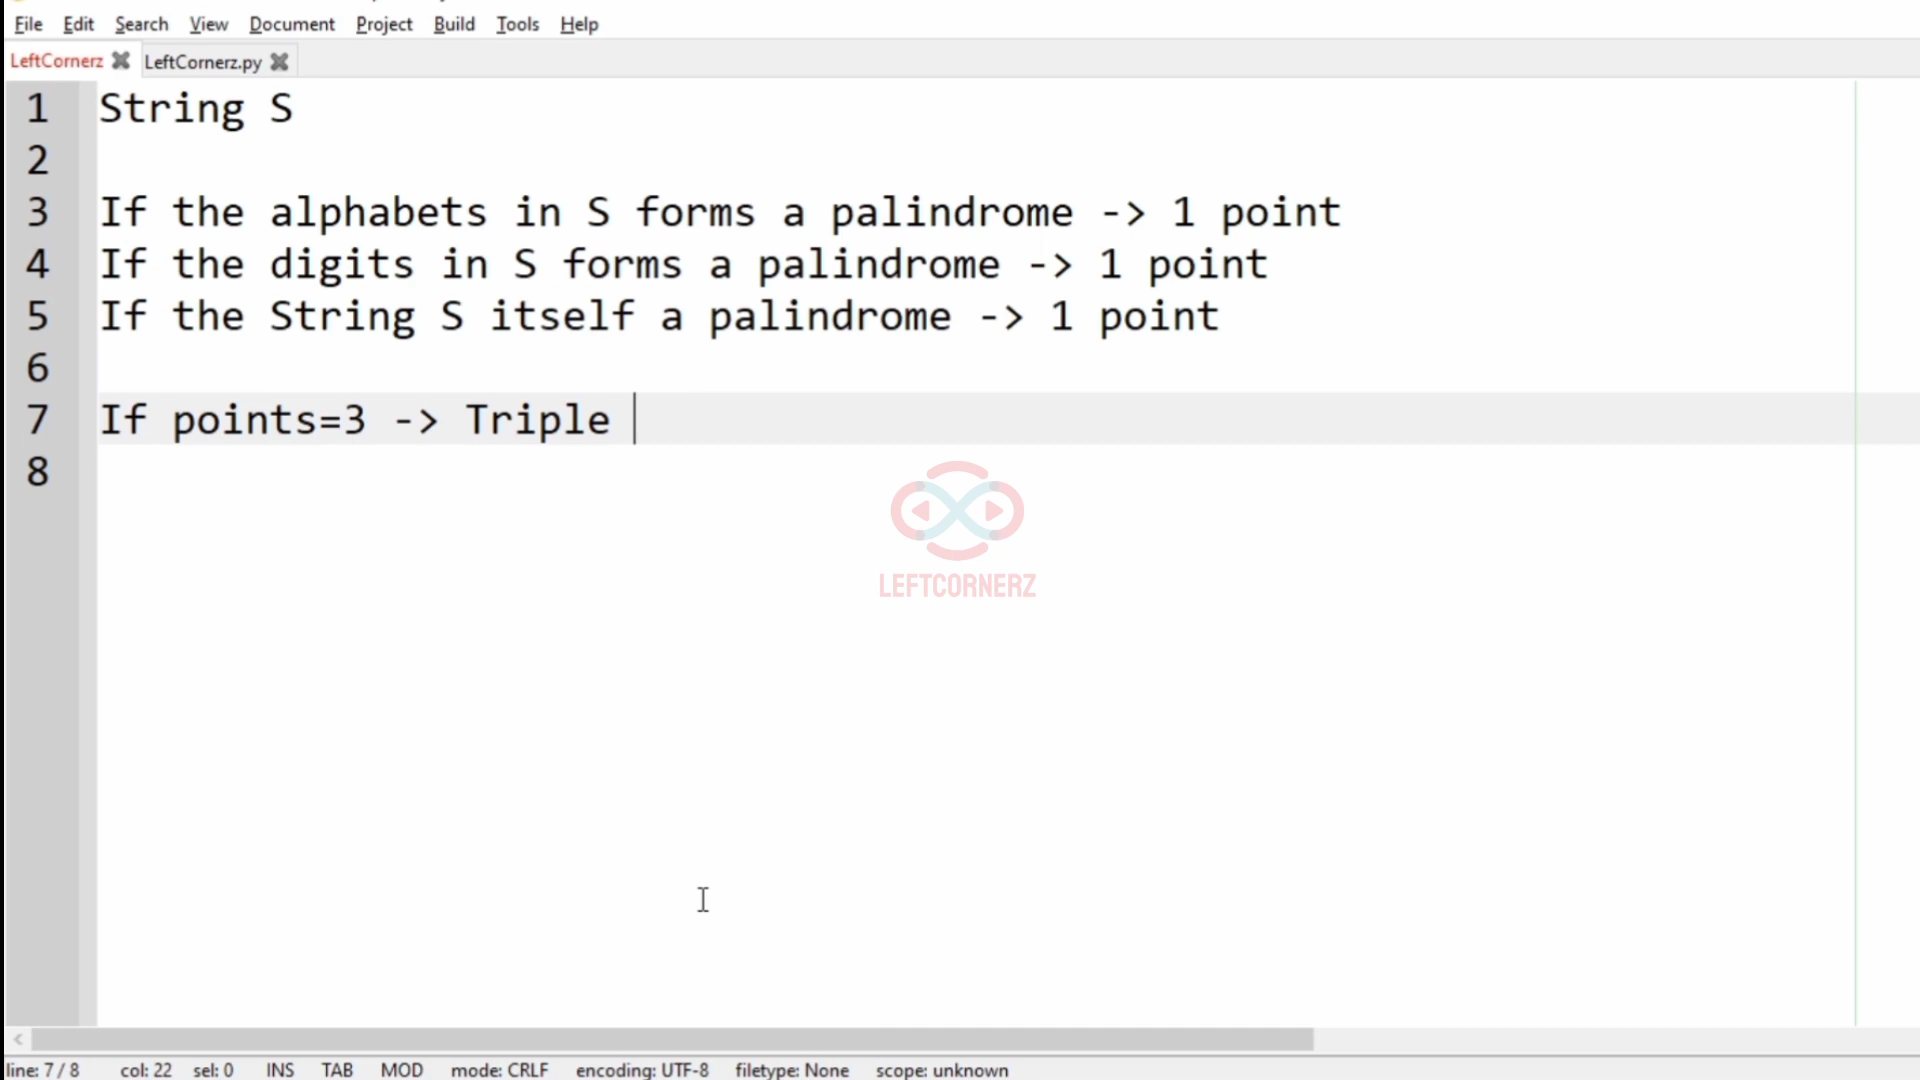 File Edit Search View Document Project Build Tools Help
LeftCornerz LeftCornerz.py
1 String S
2
3 If the alphabets in S forms a palindrome -> 1 point
4 If the digits in S forms a palindrome -> 1 point
5 If the String S itself a palindrome -> 1 point
6
7 If points=3 -> Triple
8
LEFTCORNERZ
line: 7 / 8 col: 22 sel: 0 INS TAB MOD mode: CRLF encoding: UTF-8 filetype: None scope: unknown